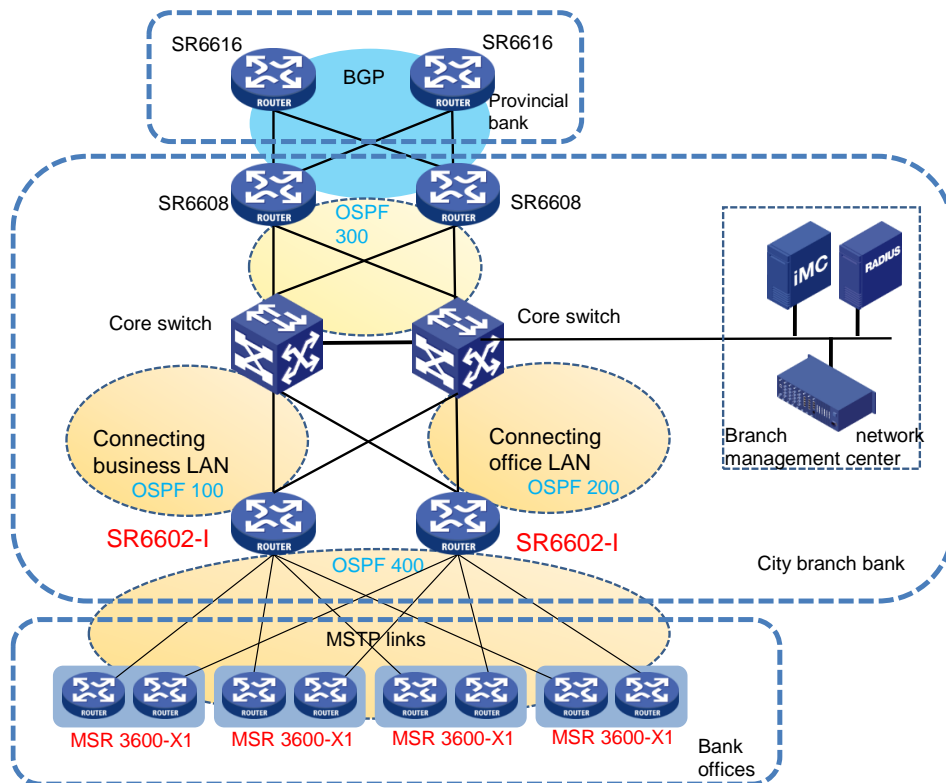 SR6616
SR6616
BGP
ROUTER
ROUTER
Provincial
bank
ROUTER
ROUTER
SR6608
SR6608
OSPF
300
iMC
RADIUS
Core switch
Core switch
Branch network
management center
Connecting
business LAN
OSPF 100
Connecting
office LAN
OSPF 200
ROUTER
ROUTER
SR6602-I
SR6602-I
OSPF 400
City branch bank
MSTP links
ROUTER
ROUTER
ROUTER
ROUTER
ROUTER
ROUTER
ROUTER
ROUTER
MSR 3600-X1
MSR 3600-X1
MSR 3600-X1
MSR 3600-X1
Bank
offices